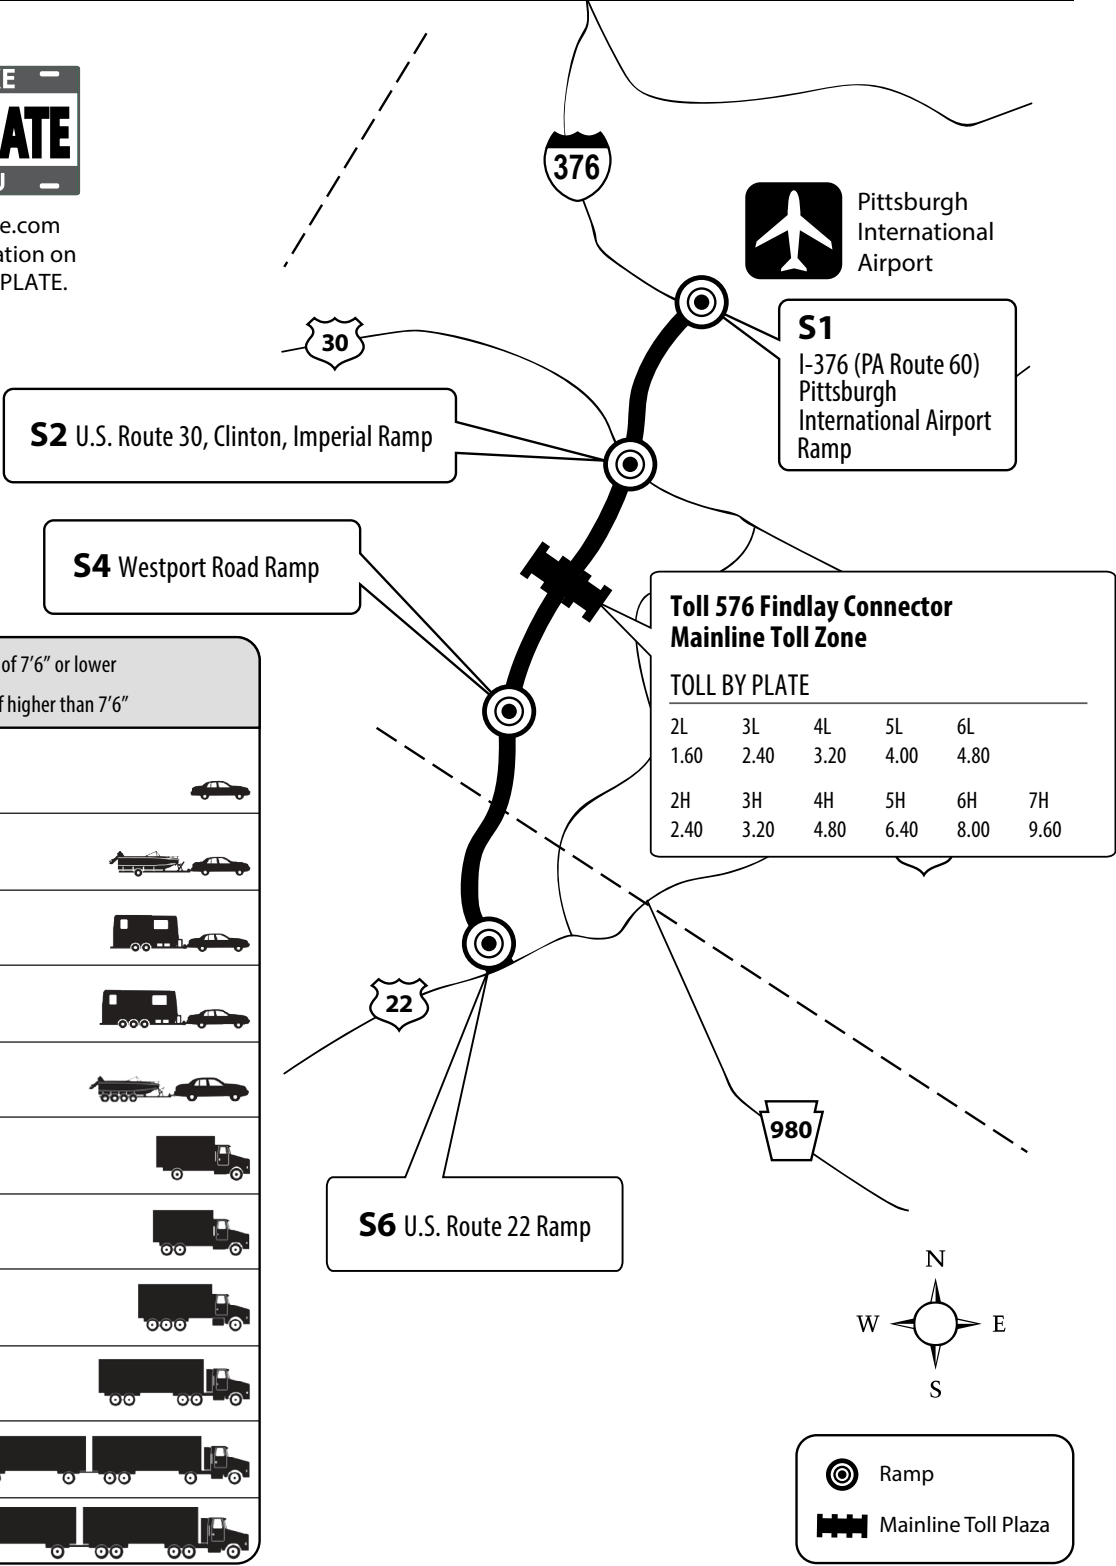 ATE
e.com
ation on
PLATE.
376
Pittsburgh
International
Airport
S1
I-376 (PA Route 60)
Pittsburgh
International Airport
Ramp
30
S2 U.S. Route 30, Clinton, Imperial Ramp
S4 Westport Road Ramp
Toll 576 Findlay Connector
Mainline Toll Zone
TOLL BY PLATE
2L 3L 4L 5L 6L
1.60 2.40 3.20 4.00 4.80
2H 3H 4H 5H 6H 7H
2.40 3.20 4.80 6.40 8.00 9.60
of 7'6" or lower
f higher than 7'6"
22
980
S6 U.S. Route 22 Ramp
N
W E
S
Ramp
Mainline Toll Plaza